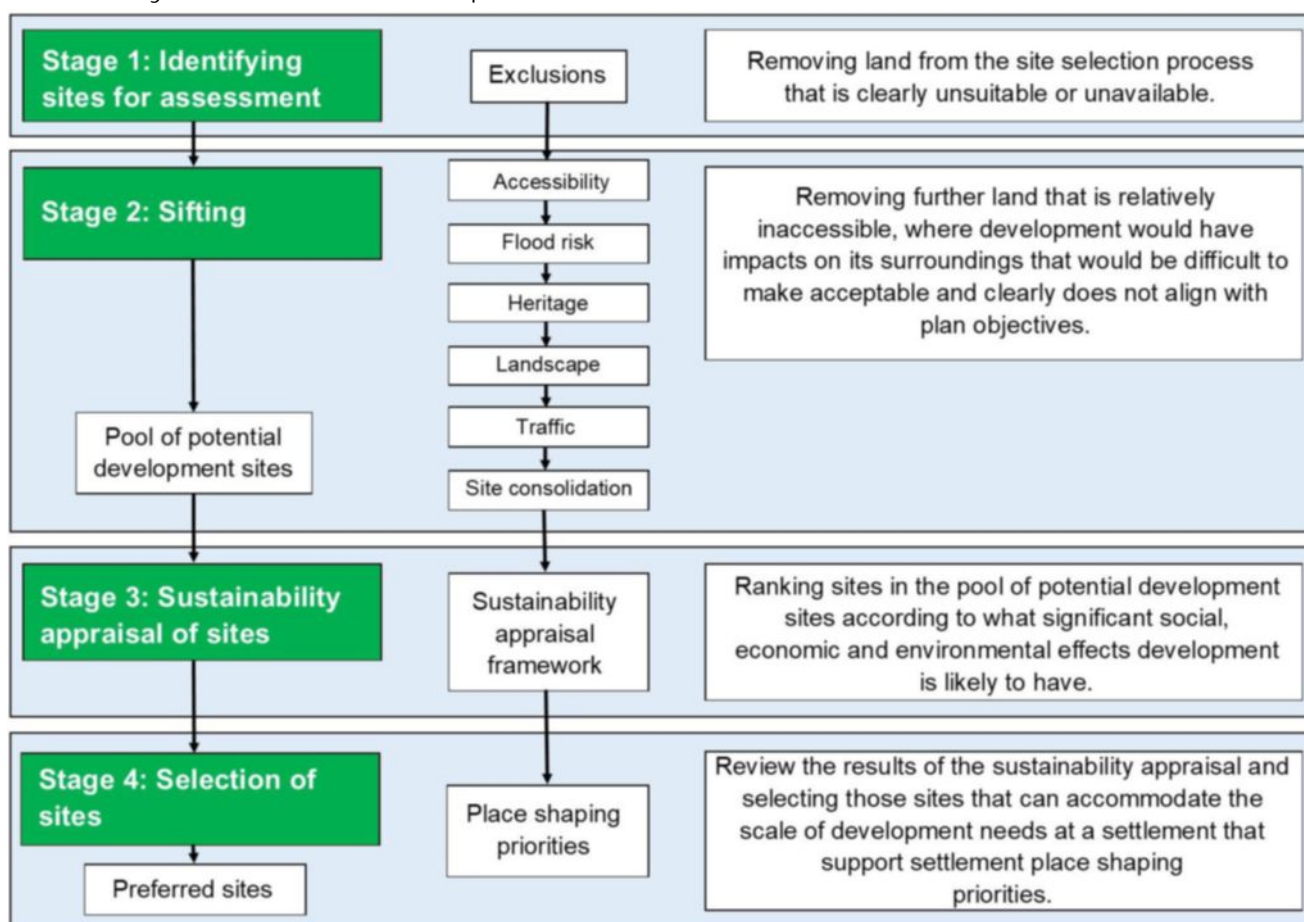 Stage 1: Identifying
sites for assessment
Exclusions
Removing land from the site selection process
that is clearly unsuitable or unavailable.
Stage 2: Sifting
Accessibility
Flood risk
Heritage
Landscape
Traffic
Site consolidation
Removing further land that is relatively
inaccessible, where development would have
impacts on its surroundings that would be difficult to
make acceptable and clearly does not align with
plan objectives.
Pool of potential
development sites
Stage 3: Sustainability
appraisal of sites
Sustainability
appraisal
framework
Ranking sites in the pool of potential development
sites according to what significant social,
economic and environmental effects development
is likely to have.
Stage 4: Selection of
sites
Preferred sites
Place shaping
priorities
Review the results of the sustainability appraisal and
selecting those sites that can accommodate the
scale of development needs at a settlement that
support settlement place shaping
priorities.